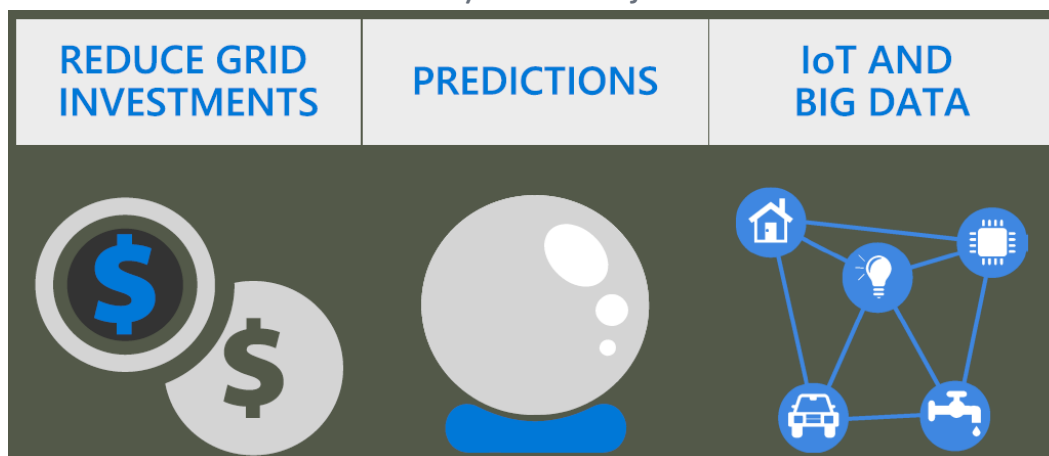 REDUCE GRID
INVESTMENTS
PREDICTIONS
IoT AND
BIG DATA
$
$